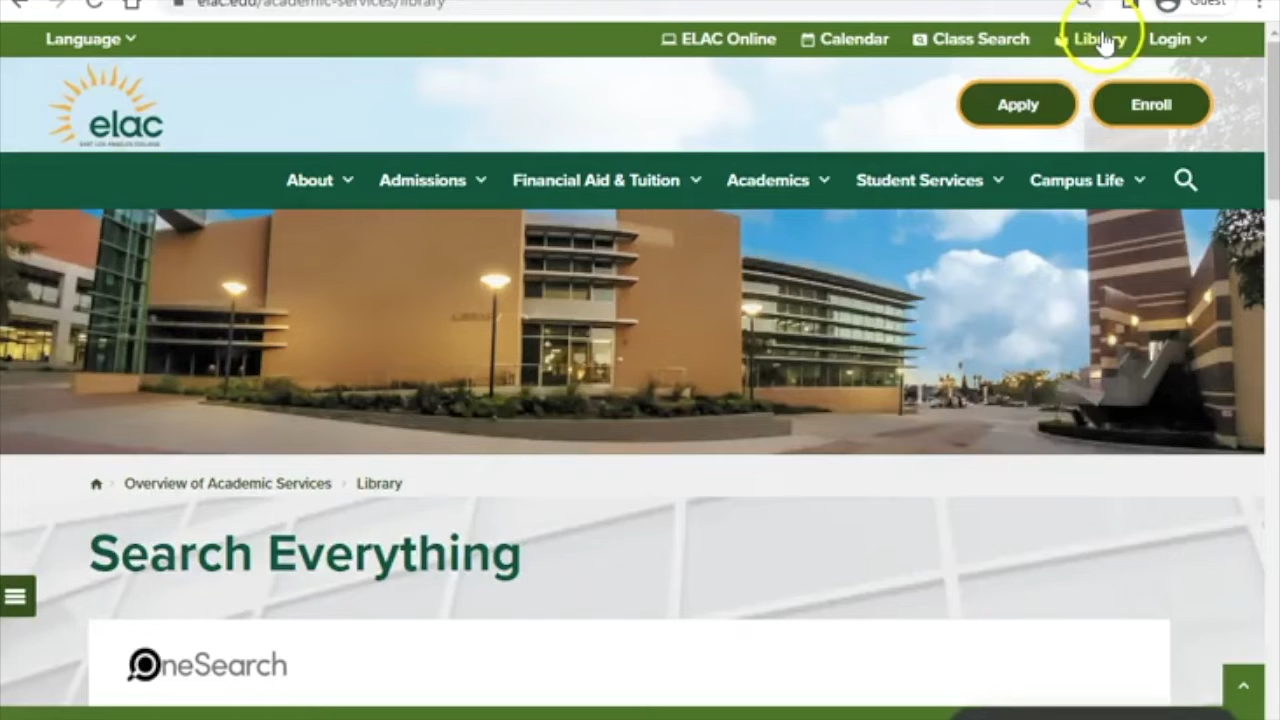 elac.edu/academic-services/library
Guest
Language
ELAC Online
Calendar
Class Search
Library
Login
elac
EAST LOS ANGELES COLLEGE
Apply
Enroll
About
Admissions
Financial Aid & Tuition
Academics
Student Services
Campus Life
LIBRARY
Overview of Academic Services
Library
Search Everything
OneSearch